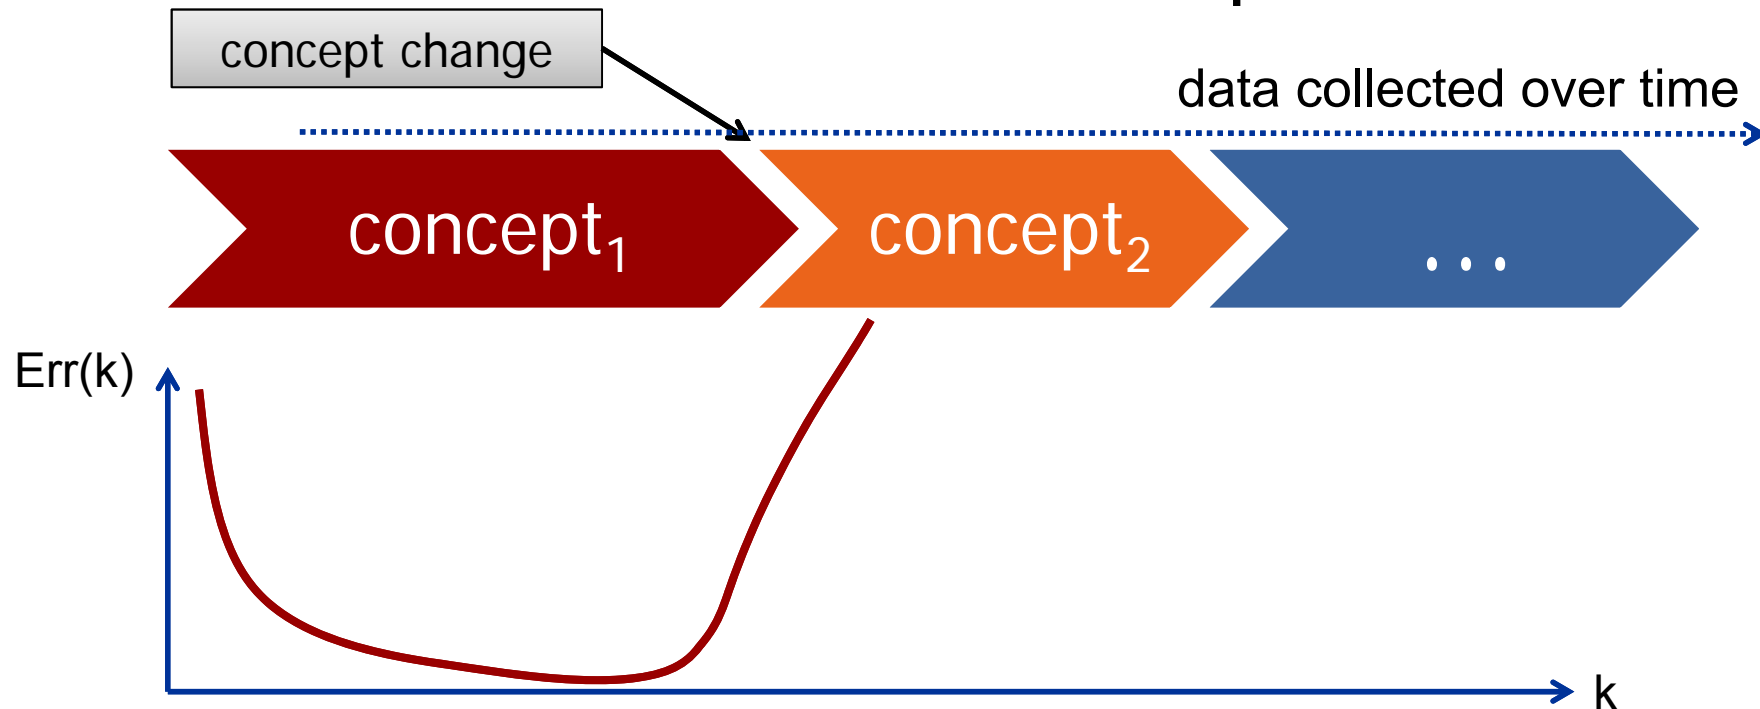 concept change
data collected over time
concept₁
concept₂
...
Err(k)
k